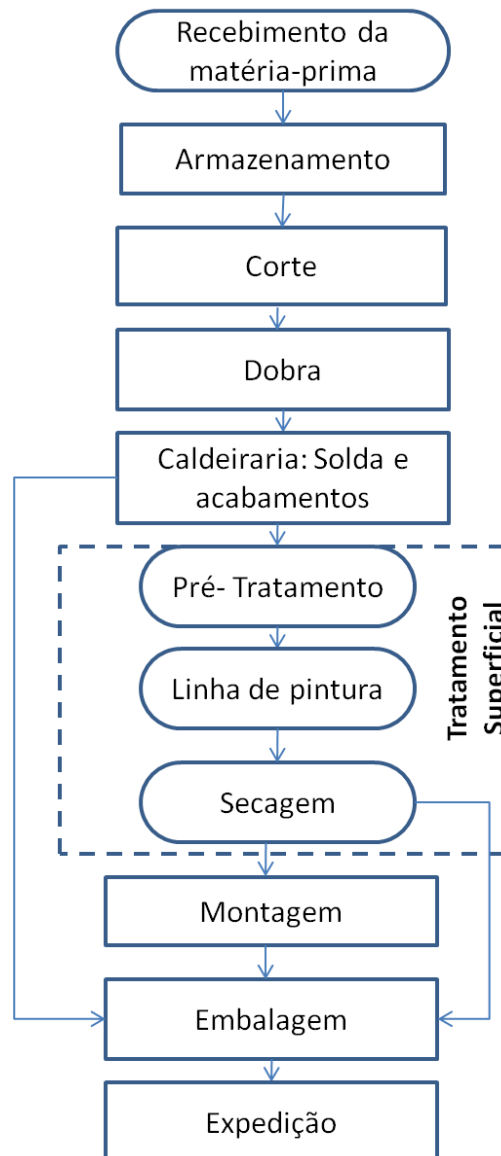 Recebimento da
matéria-prima
Armazenamento
Corte
Dobra
Caldeiraria: Solda e
acabamentos
Pré- Tratamento
Linha de pintura
Secagem
Tratamento
Superficial
Montagem
Embalagem
Expedição